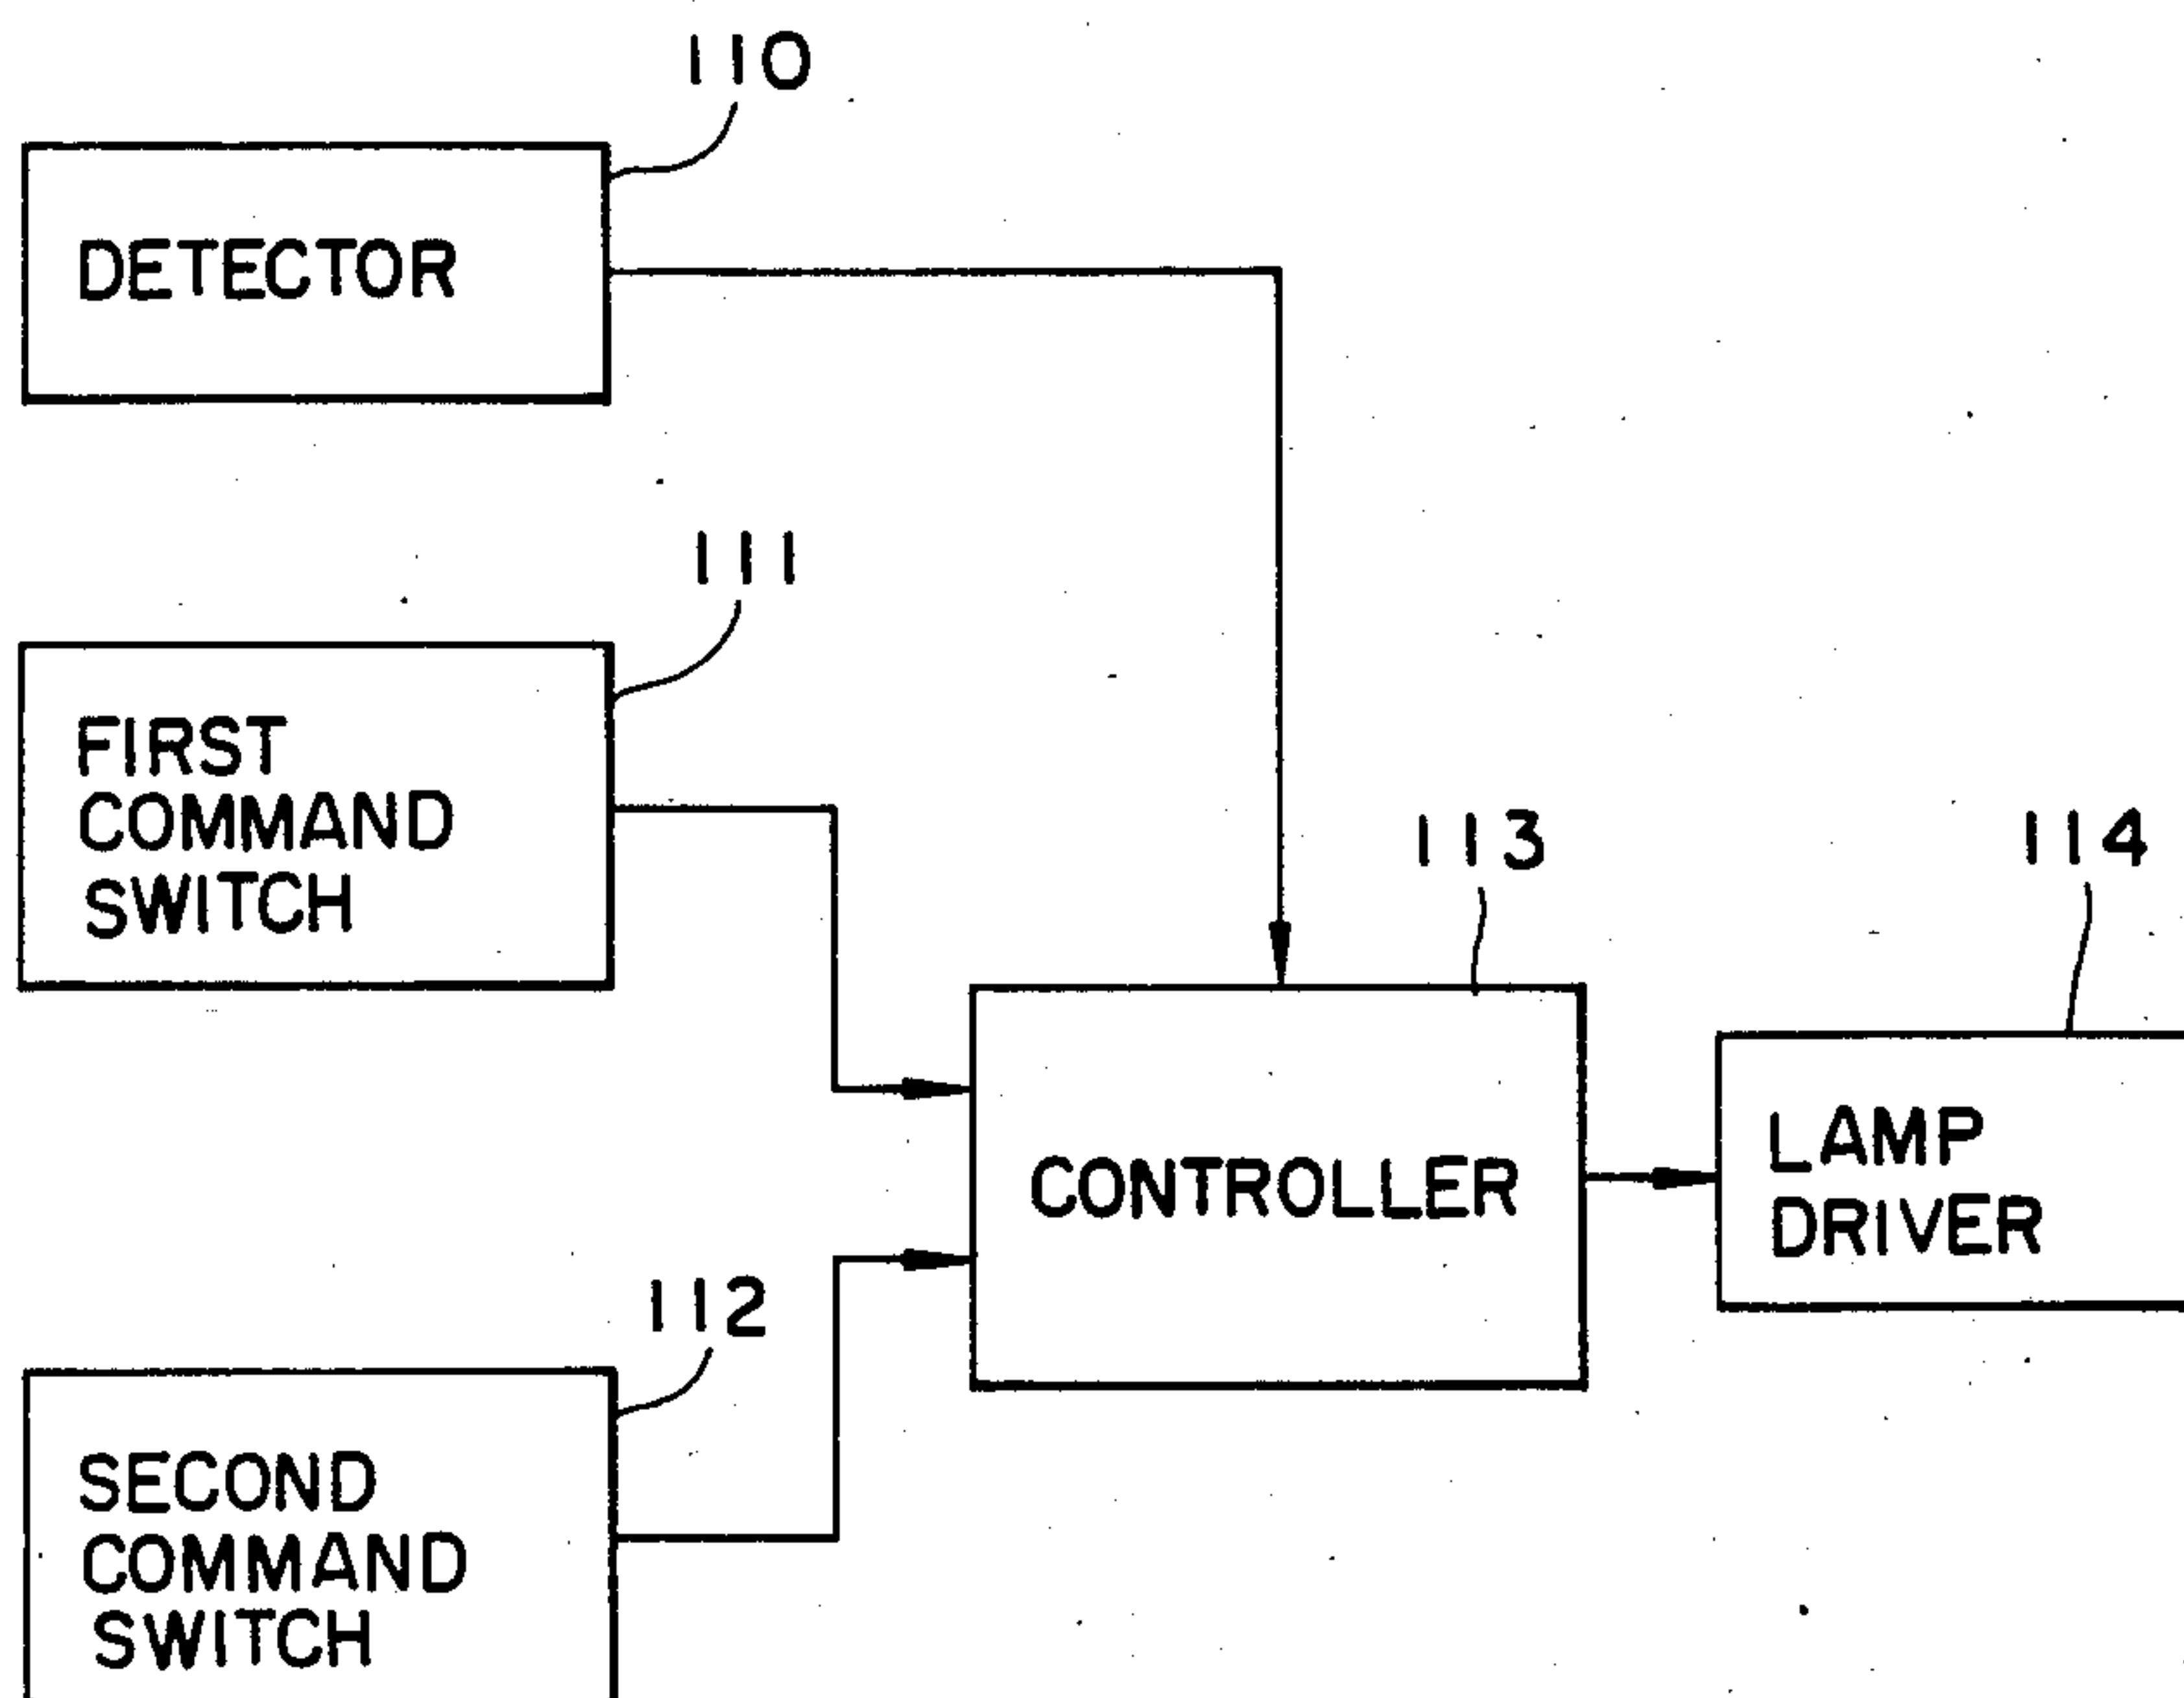 110
DETECTOR
111
FIRST
COMMAND
SWITCH
113
114
CONTROLLER
LAMP
DRIVER
112
SECOND
COMMAND
SWITCH